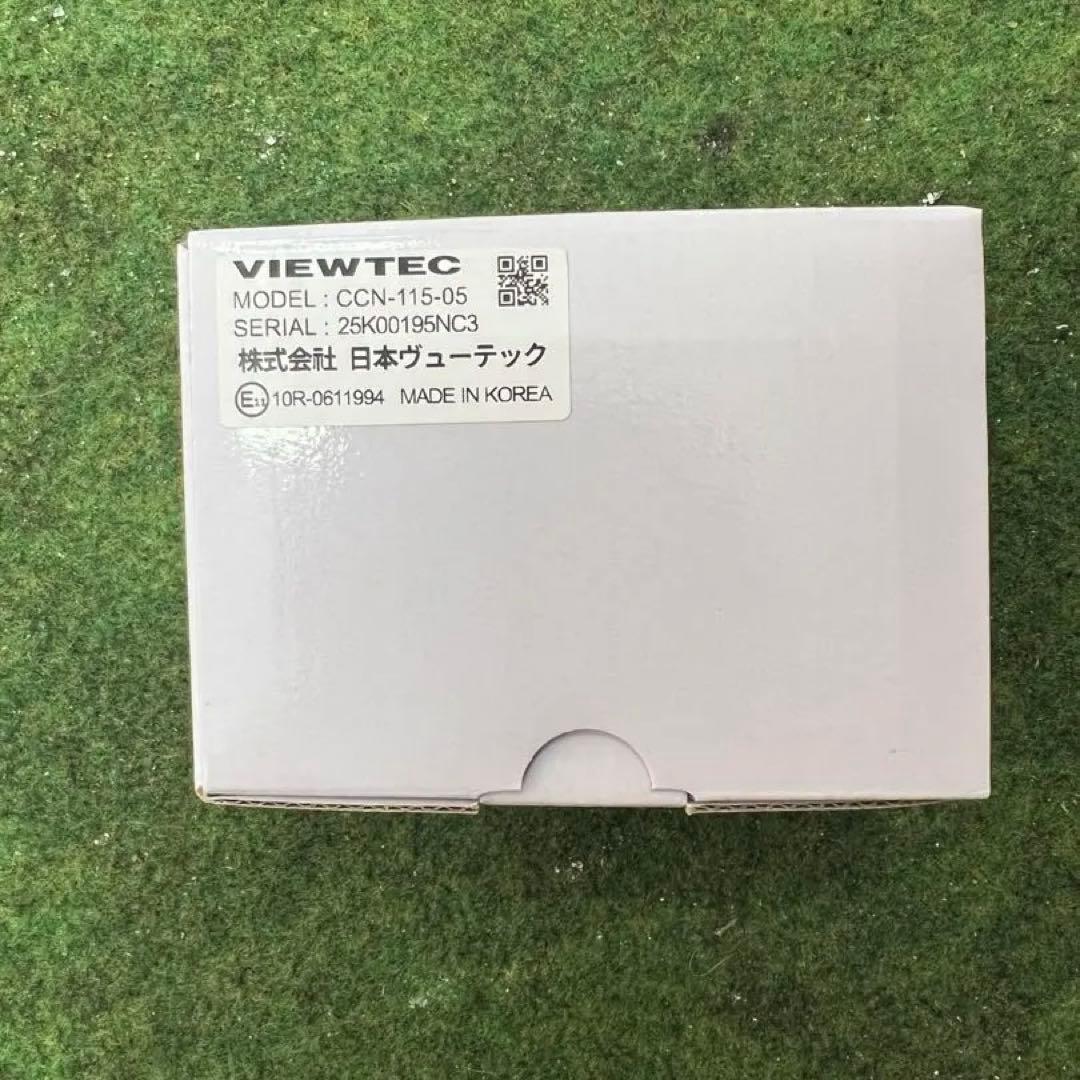 VIEWTEC
MODEL : CCN-115-05
SERIAL : 25K00195NC3
株式会社 日本ヴューテック
E11 10R-0611994 MADE IN KOREA